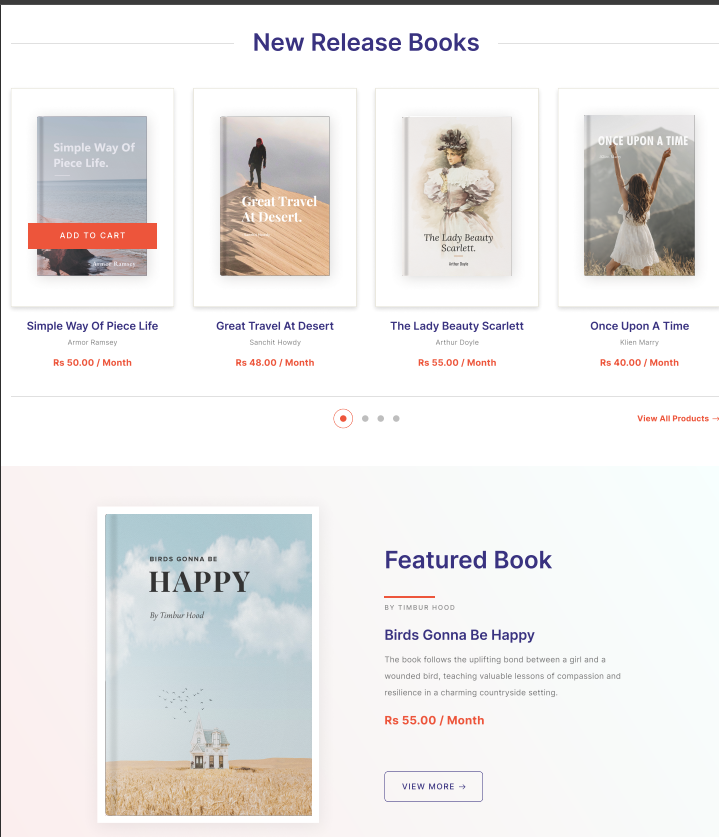 New Release Books
Simple Way Of
Piece Life.
ADD TO CART
Armor Ramsey
Great Travel
At Desert.
The Lady Beauty
Scarlett.
Arthur Doyle
ONCE UPON A TIME
Simple Way Of Piece Life
Armor Ramsey
Rs 50.00 / Month
Great Travel At Desert
Sanchit Howdy
Rs 48.00 / Month
The Lady Beauty Scarlett
Arthur Doyle
Rs 55.00 / Month
Once Upon A Time
Klien Marry
Rs 40.00 / Month
View All Products →
BIRDS GONNA BE
HAPPY
By Timbur Hood
Featured Book
BY TIMBUR HOOD
Birds Gonna Be Happy
The book follows the uplifting bond between a girl and a
wounded bird, teaching valuable lessons of compassion and
resilience in a charming countryside setting.
Rs 55.00 / Month
VIEW MORE →